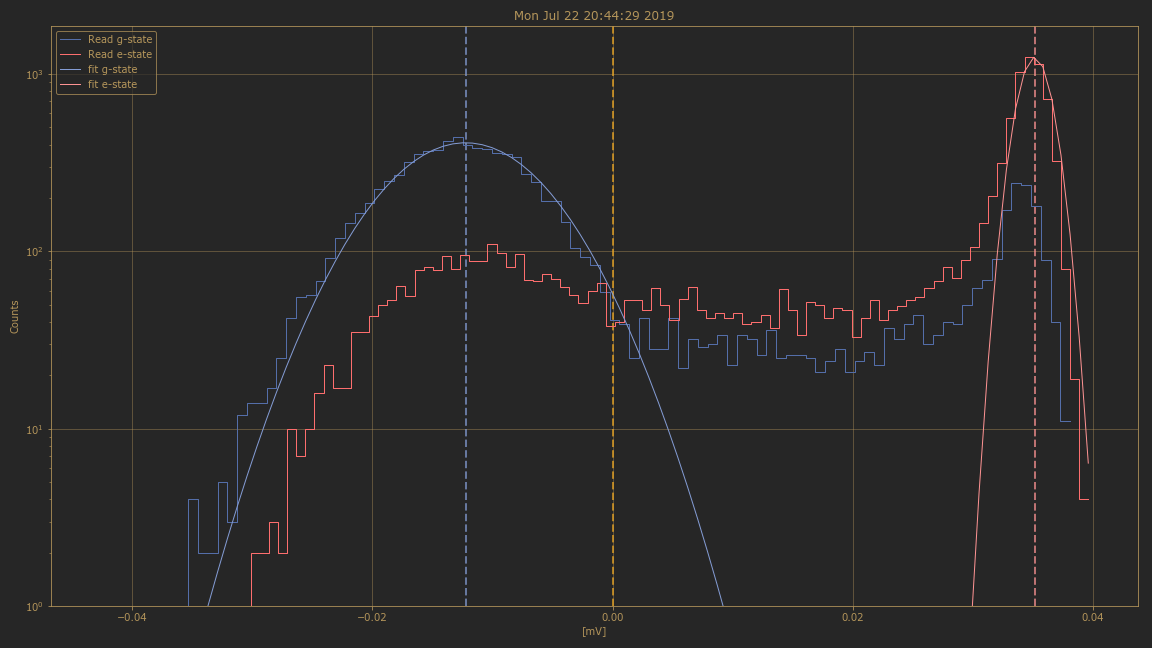 Mon Jul 22 20:44:29 2019
Read g-state
Read e-state
fit g-state
fit e-state
10³
10²
10¹
10⁰
Counts
−0.04 −0.02 0.00 0.02 0.04
[mV]